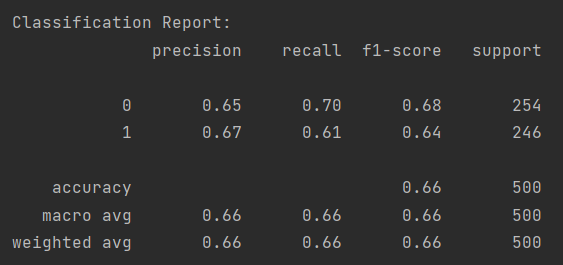 Classification Report:
precision recall f1-score support
0 0.65 0.70 0.68 254
1 0.67 0.61 0.64 246
accuracy 0.66 500
macro avg 0.66 0.66 0.66 500
weighted avg 0.66 0.66 0.66 500